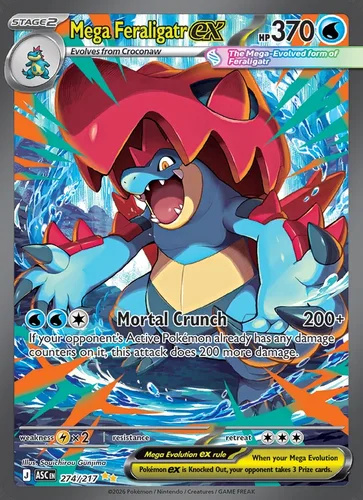 STAGE2 Mega Feraligatr ex HP 370
Evolves from Croconaw
The Mega-Evolved form of
Feraligatr
Mortal Crunch 200+
If your opponent's Active Pokémon already has any damage
counters on it, this attack does 200 more damage.
weakness ×2 resistance retreat
Illus. Souichirou Gunjima
Mega Evolution ex rule
When your Mega Evolution
Pokémon ex is Knocked Out, your opponent takes 3 Prize cards.
J ASC EN 274/217
©2026 Pokémon / Nintendo / Creatures / GAME FREAK